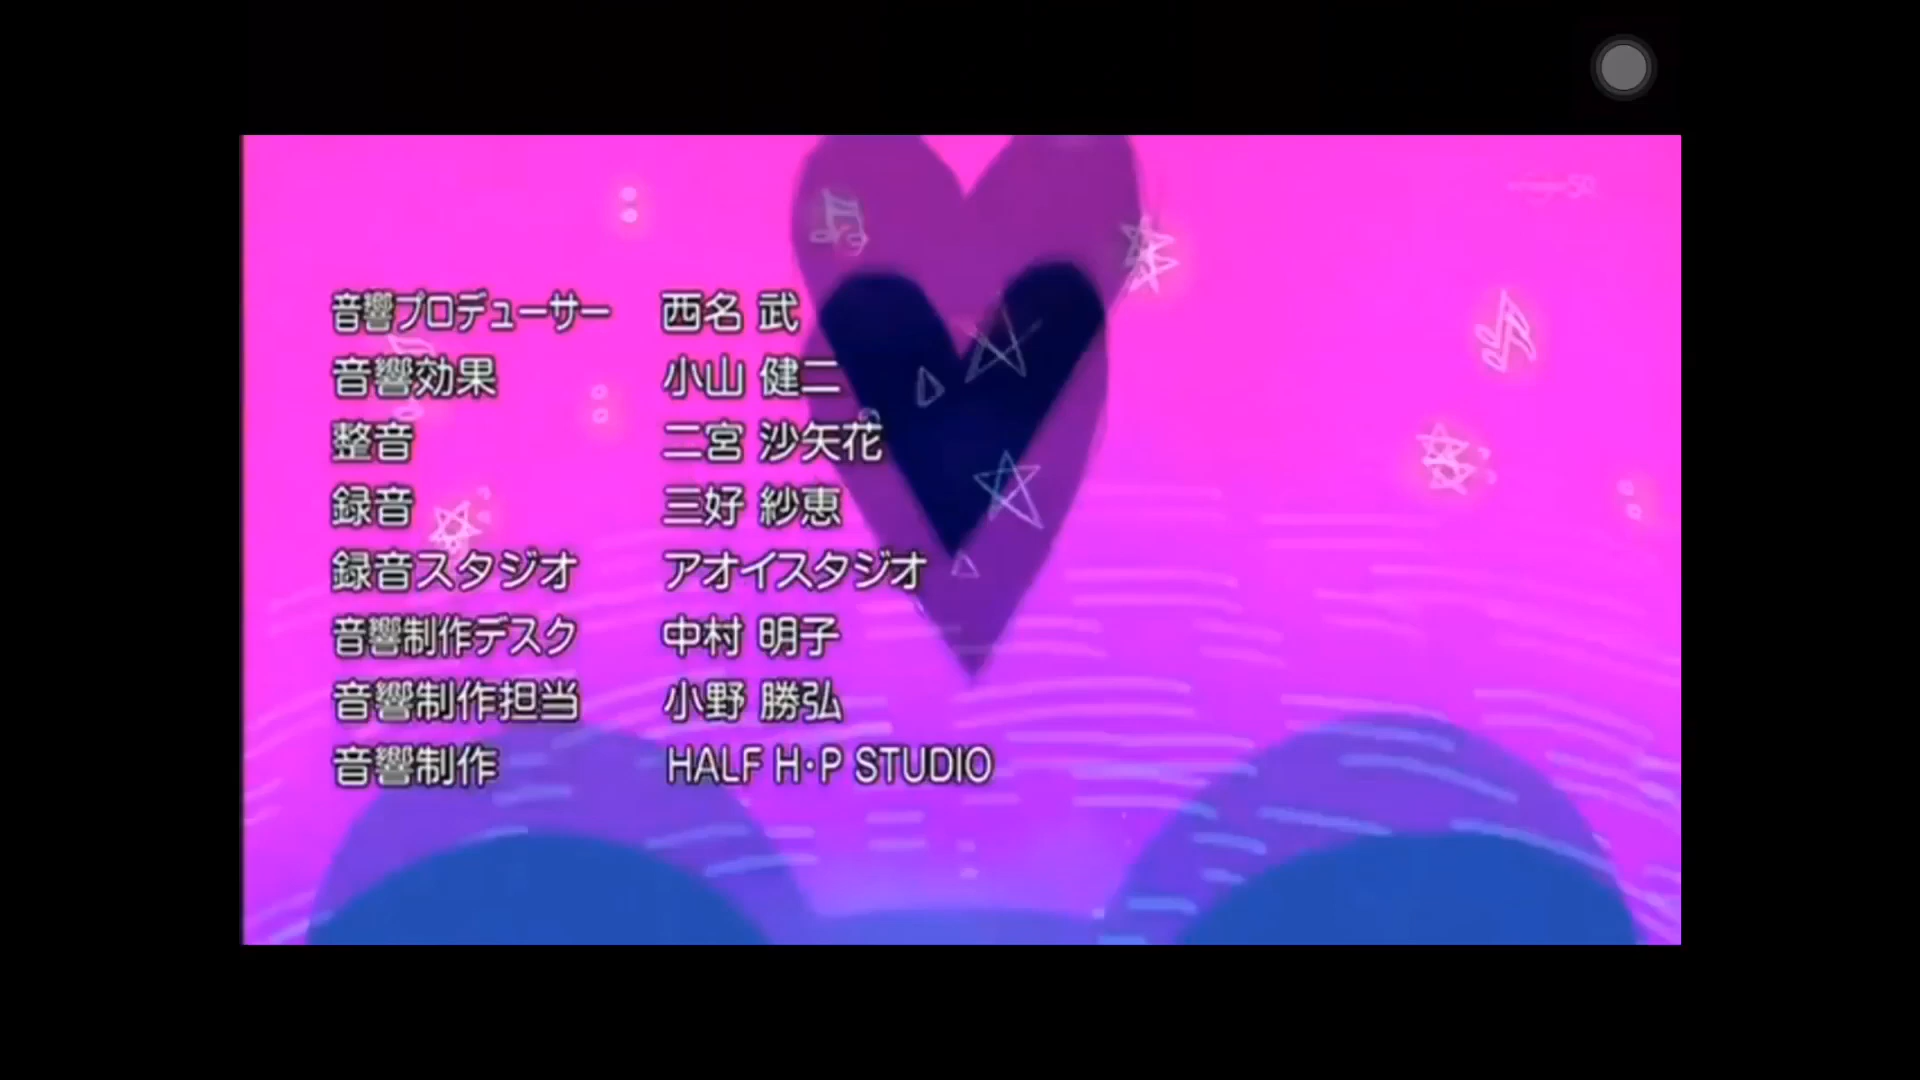 音響プロデューサー 西名 武
音響効果 小山 健二
整音 二宮 沙矢花
録音 三好 紗恵
録音スタジオ アオイスタジオ
音響制作デスク 中村 明子
音響制作担当 小野 勝弘
音響制作 HALF H・P STUDIO